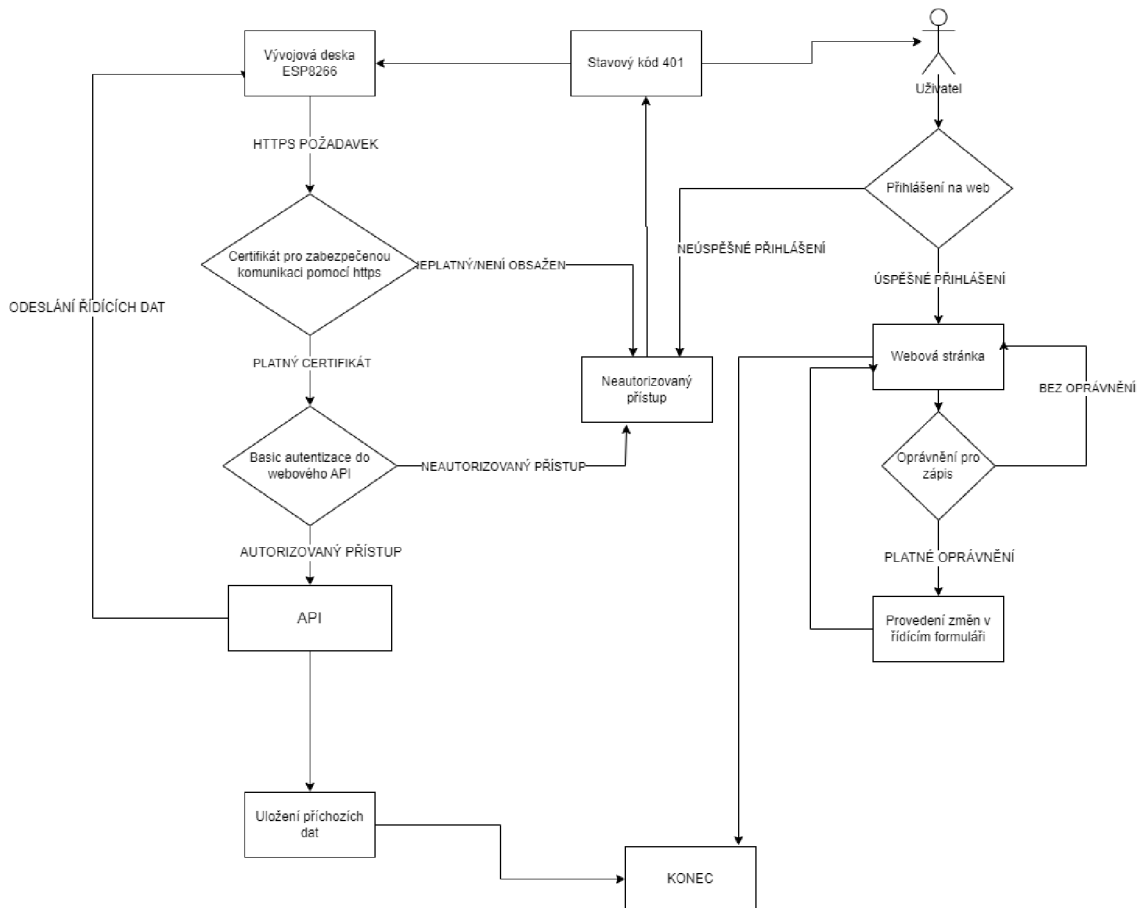 Vývojová deska
ESP8266
Stavový kód 401
Uživatel
HTTPS POŽADAVEK
Přihlášení na web
Certifikát pro zabezpečenou
komunikaci pomocí https
EPLATNÝ/NENÍ OBSAŽEN
NEÚSPĚŠNÉ PŘIHLÁŠENÍ
ÚSPĚŠNÉ PŘIHLÁŠENÍ
ODESLÁNÍ ŘÍDÍCÍCH DAT
PLATNÝ CERTIFIKÁT
Neautorizovaný
přístup
Webová stránka
BEZ OPRÁVNĚNÍ
Basic autentizace do
webového API
NEAUTORIZOVANÝ PŘÍSTUP
Oprávnění pro
zápis
AUTORIZOVANÝ PŘÍSTUP
PLATNÉ OPRÁVNĚNÍ
API
Provedení změn v
řídícím formuláři
Uložení příchozích
dat
KONEC